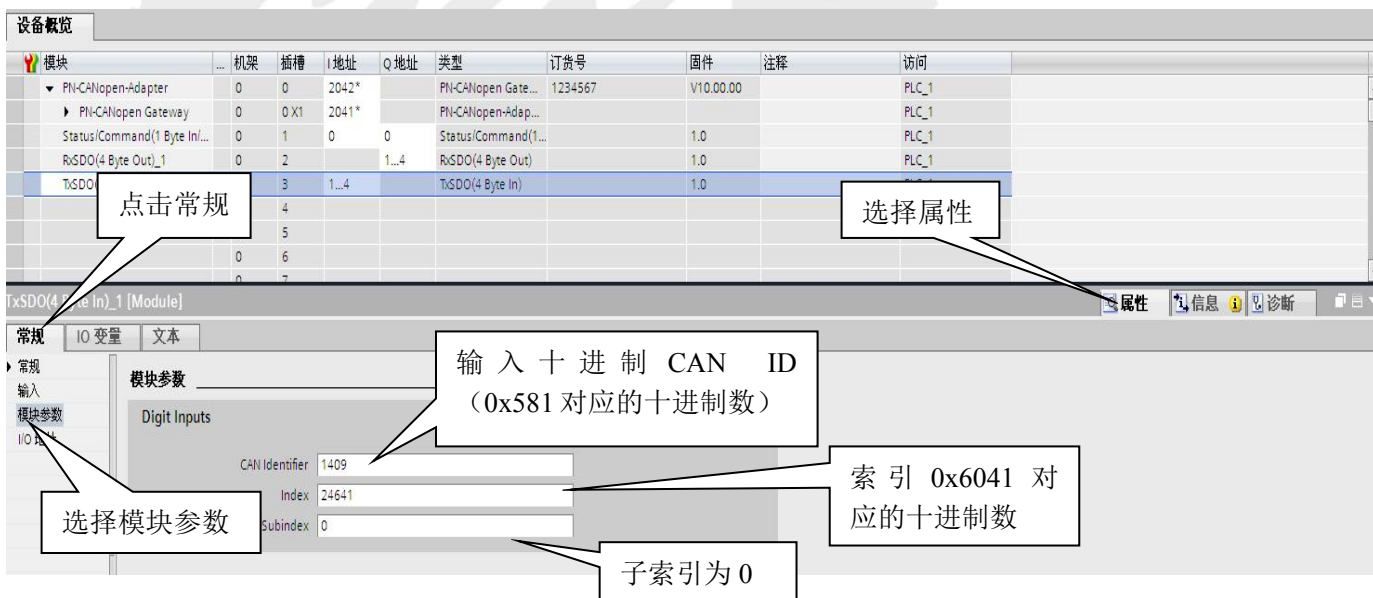 设备概览
模块 ... 机架 插槽 I 地址 Q 地址 类型 订货号 固件 注释 访问
PN-CANopen-Adapter 0 0 2042* PN-CANopen Gate... 1234567 V10.00.00 PLC_1
PN-CANopen Gateway 0 0 X1 2041* PN-CANopen-Adap... PLC_1
Status/Command(1 Byte In/... 0 1 0 0 Status/Command(1... 1.0 PLC_1
RxSDO(4 Byte Out)_1 0 2 1...4 RxSDO(4 Byte Out) 1.0 PLC_1
TxSDO( 3 1...4 TxSDO(4 Byte In) 1.0
点击常规
选择属性
4
5
0 6
TxSDO(4 Byte In)_1 [Module]
属性 信息 诊断
常规 IO 变量 文本
常规
输入
模块参数
I/O
模块参数
Digit Inputs
输入十进制 CAN ID
（0x581 对应的十进制数）
CAN Identifier 1409
Index 24641
Subindex 0
索引 0x6041 对
应的十进制数
选择模块参数
子索引为 0